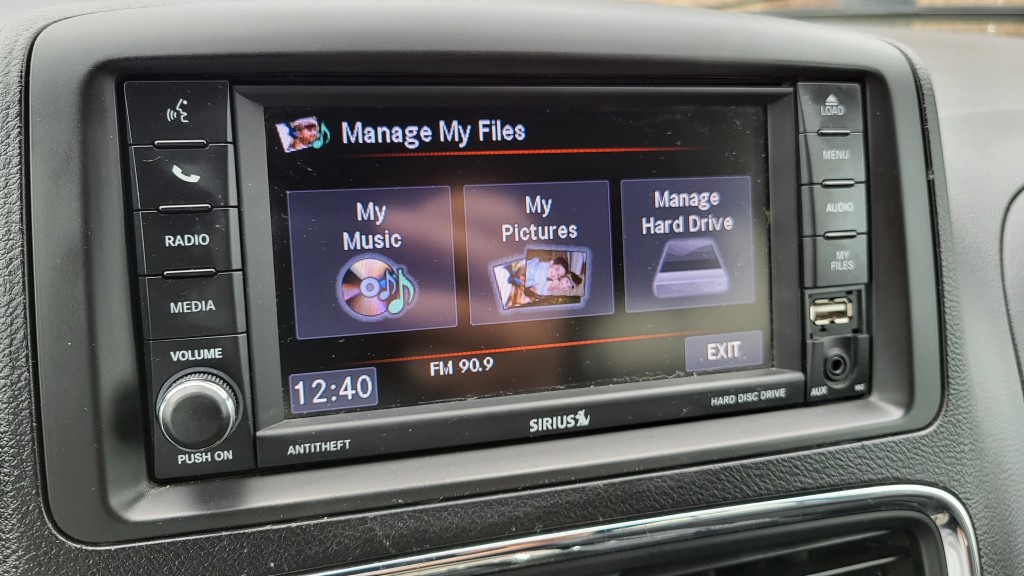 LOAD
Manage My Files
MENU
RADIO
AUDIO
MEDIA
MY
FILES
My
Music
My
Pictures
Manage
Hard Drive
VOLUME
PUSH ON
12:40
FM 90.9
EXIT
ANTITHEFT
SIRIUS
HARD DISC DRIVE
AUX